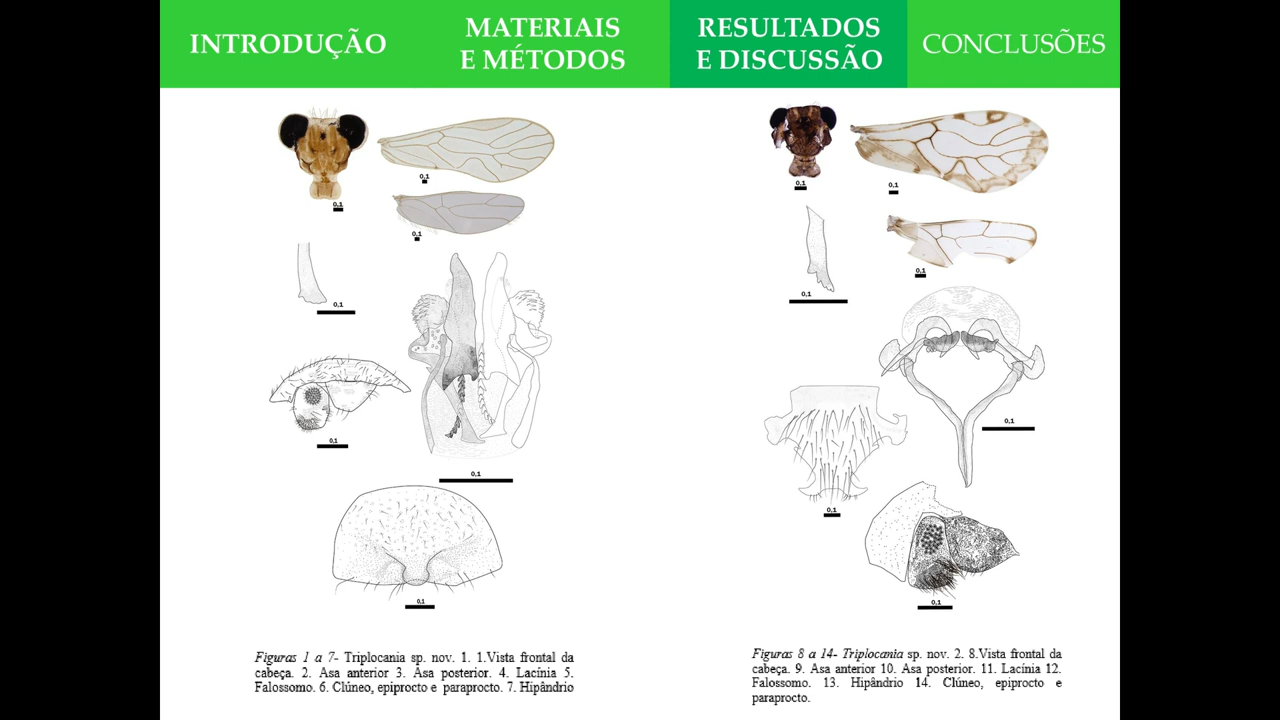 INTRODUÇÃO
MATERIAIS
E MÉTODOS
RESULTADOS
E DISCUSSÃO
CONCLUSÕES
0,1
0,1
0,1
0,1
0,1
0,1
0,1
Figuras 1 a 7- Triplocania sp. nov. 1. 1.Vista frontal da
cabeça. 2. Asa anterior 3. Asa posterior. 4. Lacínia 5.
Falossomo. 6. Clúneo, epiprocto e paraprocto. 7. Hipândrio
0,1
0,1
0,1
0,1
0,1
0,1
0,1
Figuras 8 a 14- Triplocania sp. nov. 2. 8.Vista frontal da
cabeça. 9. Asa anterior 10. Asa posterior. 11. Lacínia 12.
Falossomo. 13. Hipândrio 14. Clúneo, epiprocto e
paraprocto.